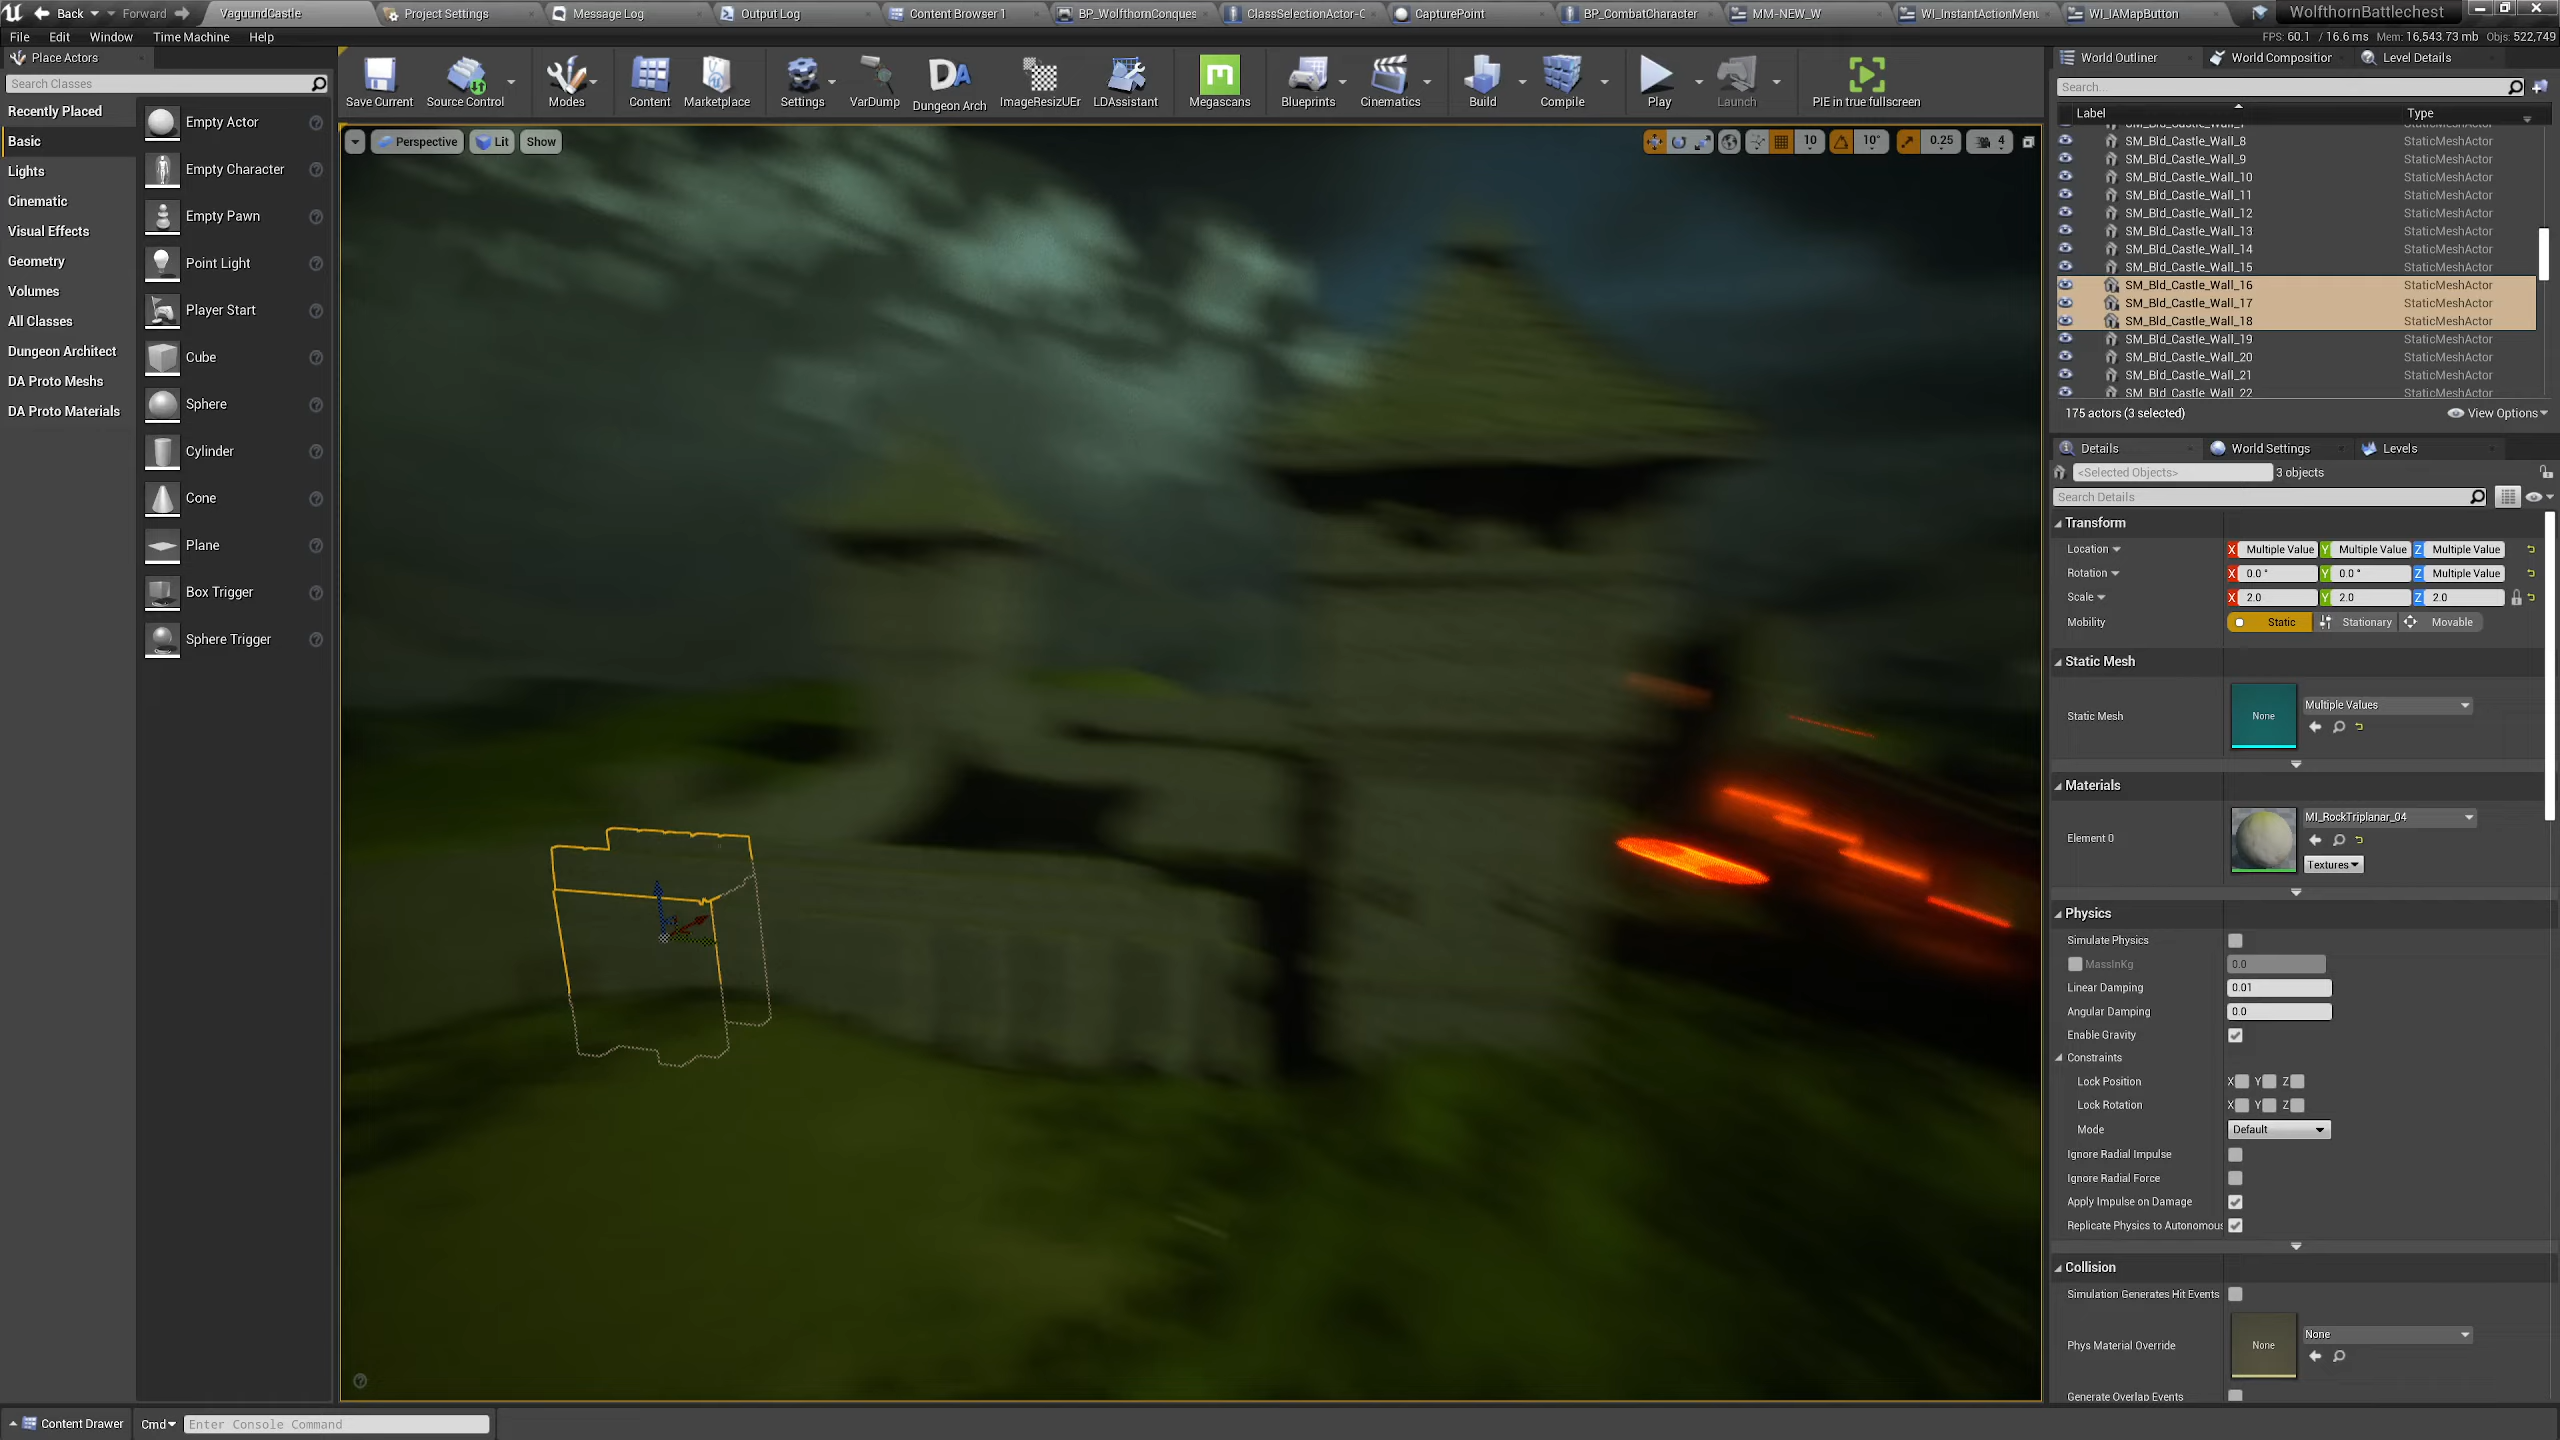 Back
Forward
VaguundCastle
Project Settings
Message Log
Output Log
Content Browser 1
BP_WolfthornConques
ClassSelectionActor-C
CapturePoint
BP_CombatCharacter
MM-NEW_W
WI_InstantActionMenu
WI_IAMapButton
WolfthornBattlechest
File
Edit
Window
Time Machine
Help
FPS: 60.1 / 16.6 ms
Mem: 16,543.73 mb
Objs: 522,749
Place Actors
Search Classes
Recently Placed
Basic
Lights
Cinematic
Visual Effects
Geometry
Volumes
All Classes
Dungeon Architect
DA Proto Meshs
DA Proto Materials
Empty Actor
Empty Character
Empty Pawn
Point Light
Player Start
Cube
Sphere
Cylinder
Cone
Plane
Box Trigger
Sphere Trigger
Save Current
Source Control
Modes
Content
Marketplace
Settings
VarDump
DA
Dungeon Arch
ImageResizUEr
LDAssistant
Megascans
Blueprints
Cinematics
Build
Compile
Play
Launch
PIE in true fullscreen
Perspective
Lit
Show
10
10°
0.25
4
World Outliner
World Composition
Level Details
Search...
Label
Type
SM_Bld_Castle_Wall_8 StaticMeshActor
SM_Bld_Castle_Wall_9 StaticMeshActor
SM_Bld_Castle_Wall_10 StaticMeshActor
SM_Bld_Castle_Wall_11 StaticMeshActor
SM_Bld_Castle_Wall_12 StaticMeshActor
SM_Bld_Castle_Wall_13 StaticMeshActor
SM_Bld_Castle_Wall_14 StaticMeshActor
SM_Bld_Castle_Wall_15 StaticMeshActor
SM_Bld_Castle_Wall_16 StaticMeshActor
SM_Bld_Castle_Wall_17 StaticMeshActor
SM_Bld_Castle_Wall_18 StaticMeshActor
SM_Bld_Castle_Wall_19 StaticMeshActor
SM_Bld_Castle_Wall_20 StaticMeshActor
SM_Bld_Castle_Wall_21 StaticMeshActor
SM_Bld_Castle_Wall_22 StaticMeshActor
175 actors (3 selected)
View Options
Details
World Settings
Levels
<Selected Objects> 3 objects
Search Details
Transform
Location X Multiple Value Y Multiple Value Z Multiple Value
Rotation X 0.0 ° Y 0.0 ° Z Multiple Value
Scale X 2.0 Y 2.0 Z 2.0
Mobility Static Stationary Movable
Static Mesh
Static Mesh
None
Multiple Values
Materials
Element 0
MI_RockTriplanar_04
Textures
Physics
Simulate Physics
MassInKg 0.0
Linear Damping 0.01
Angular Damping 0.0
Enable Gravity
Constraints
Lock Position X Y Z
Lock Rotation X Y Z
Mode Default
Ignore Radial Impulse
Ignore Radial Force
Apply Impulse on Damage
Replicate Physics to Autonomous
Collision
Simulation Generates Hit Events
Phys Material Override
None
None
Generate Overlap Events
Content Drawer
Cmd
Enter Console Command